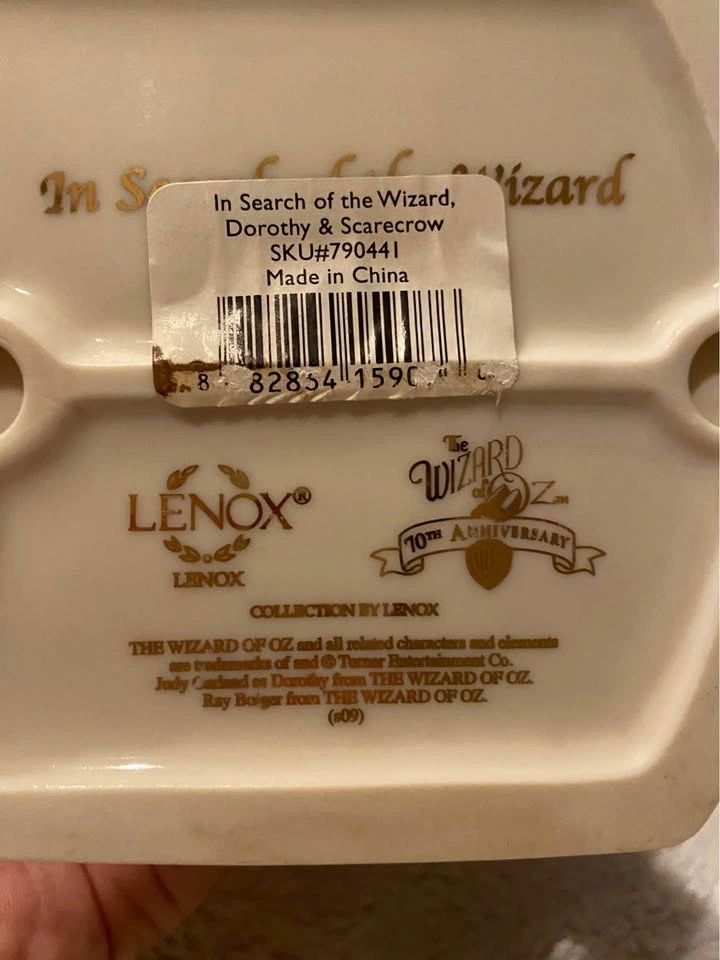 In Wizard
In Search of the Wizard,
Dorothy & Scarecrow
SKU#790441
Made in China
8 82834 159
LENOX®
LENOX
The
WIZARD
of OZ™
70TH ANNIVERSARY
COLLECTION BY LENOX
THE WIZARD OF OZ and all related characters and elements
are trademarks of and © Turner Entertainment Co.
Judy Garland as Dorothy from THE WIZARD OF OZ.
Ray Bolger from THE WIZARD OF OZ.
(s09)